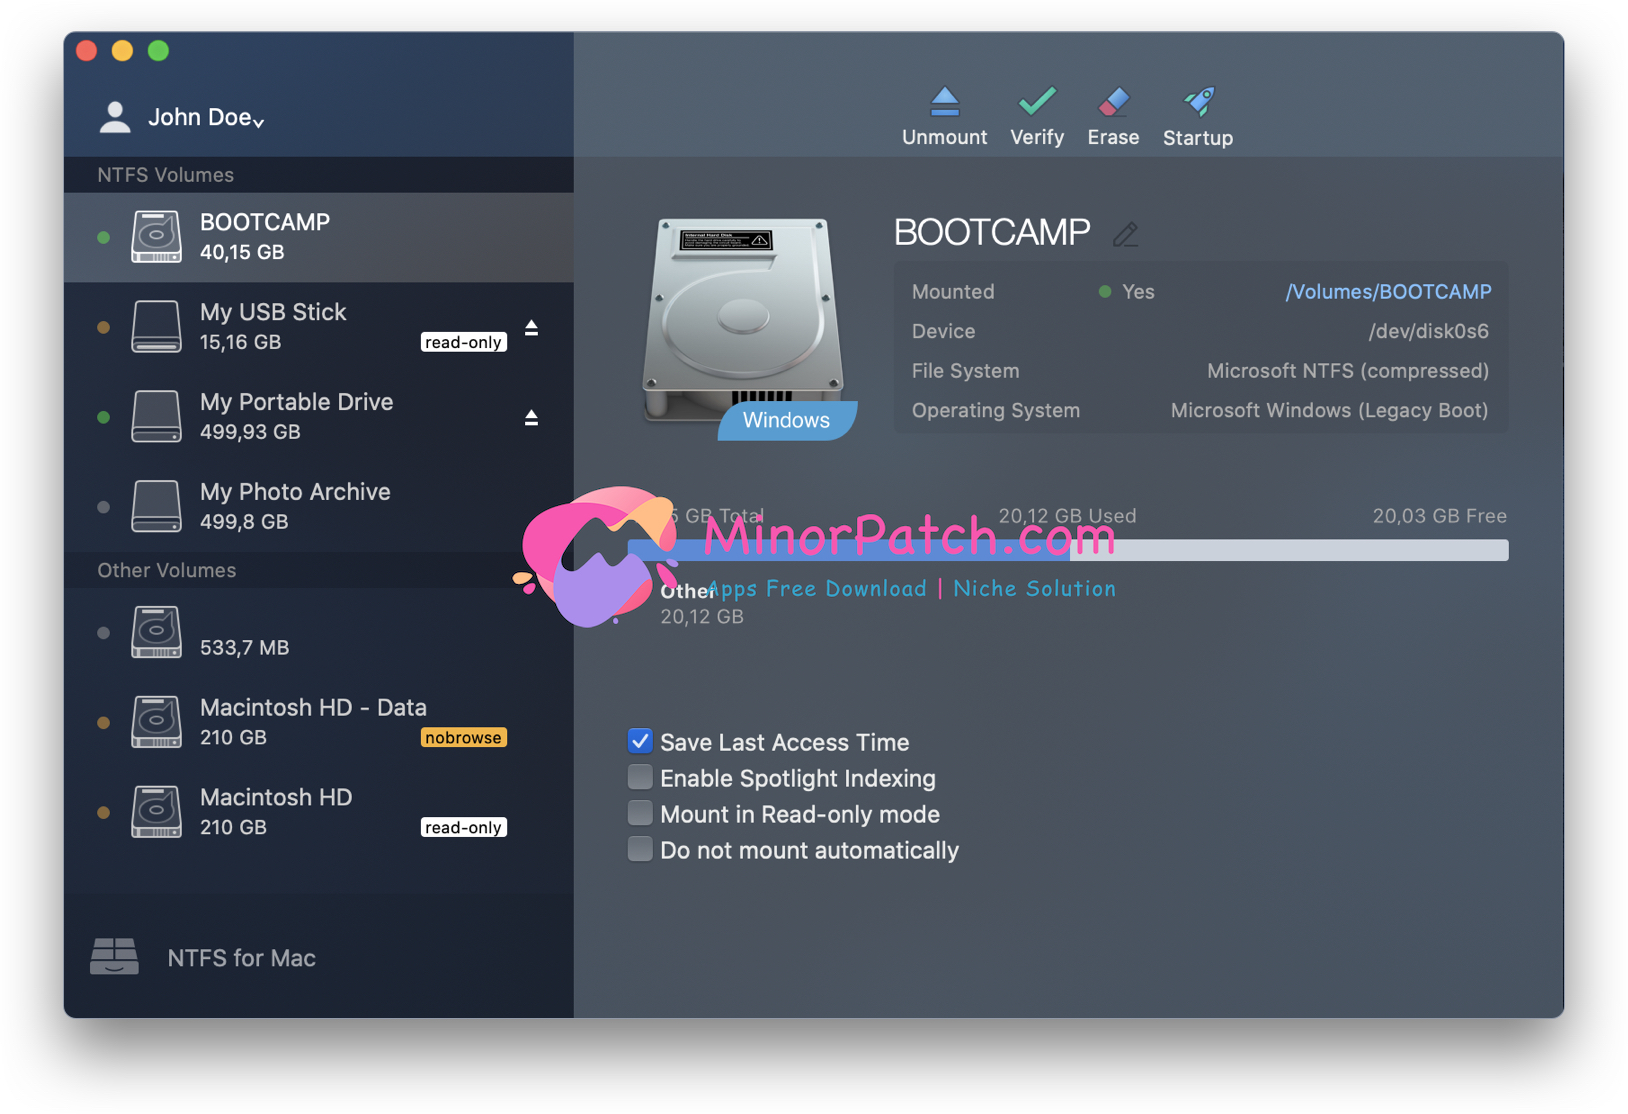 John Doe
Unmount
Verify
Erase
Startup
NTFS Volumes
BOOTCAMP
40,15 GB
My USB Stick
15,16 GB
read-only
My Portable Drive
499,93 GB
My Photo Archive
499,8 GB
Other Volumes
533,7 MB
Macintosh HD - Data
210 GB
nobrowse
Macintosh HD
210 GB
read-only
NTFS for Mac
Internal Hard Disk
Windows
BOOTCAMP
Mounted Yes /Volumes/BOOTCAMP
Device /dev/disk0s6
File System Microsoft NTFS (compressed)
Operating System Microsoft Windows (Legacy Boot)
5 GB Total 20,12 GB Used 20,03 GB Free
MinorPatch.com
Apps Free Download | Niche Solution
Other
20,12 GB
Save Last Access Time
Enable Spotlight Indexing
Mount in Read-only mode
Do not mount automatically